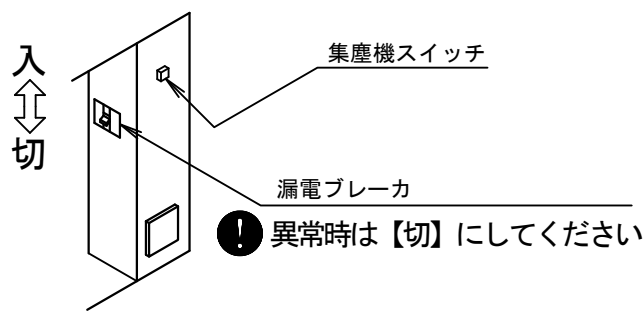 入
切
集塵機スイッチ
漏電ブレーカ
異常時は【切】にしてください